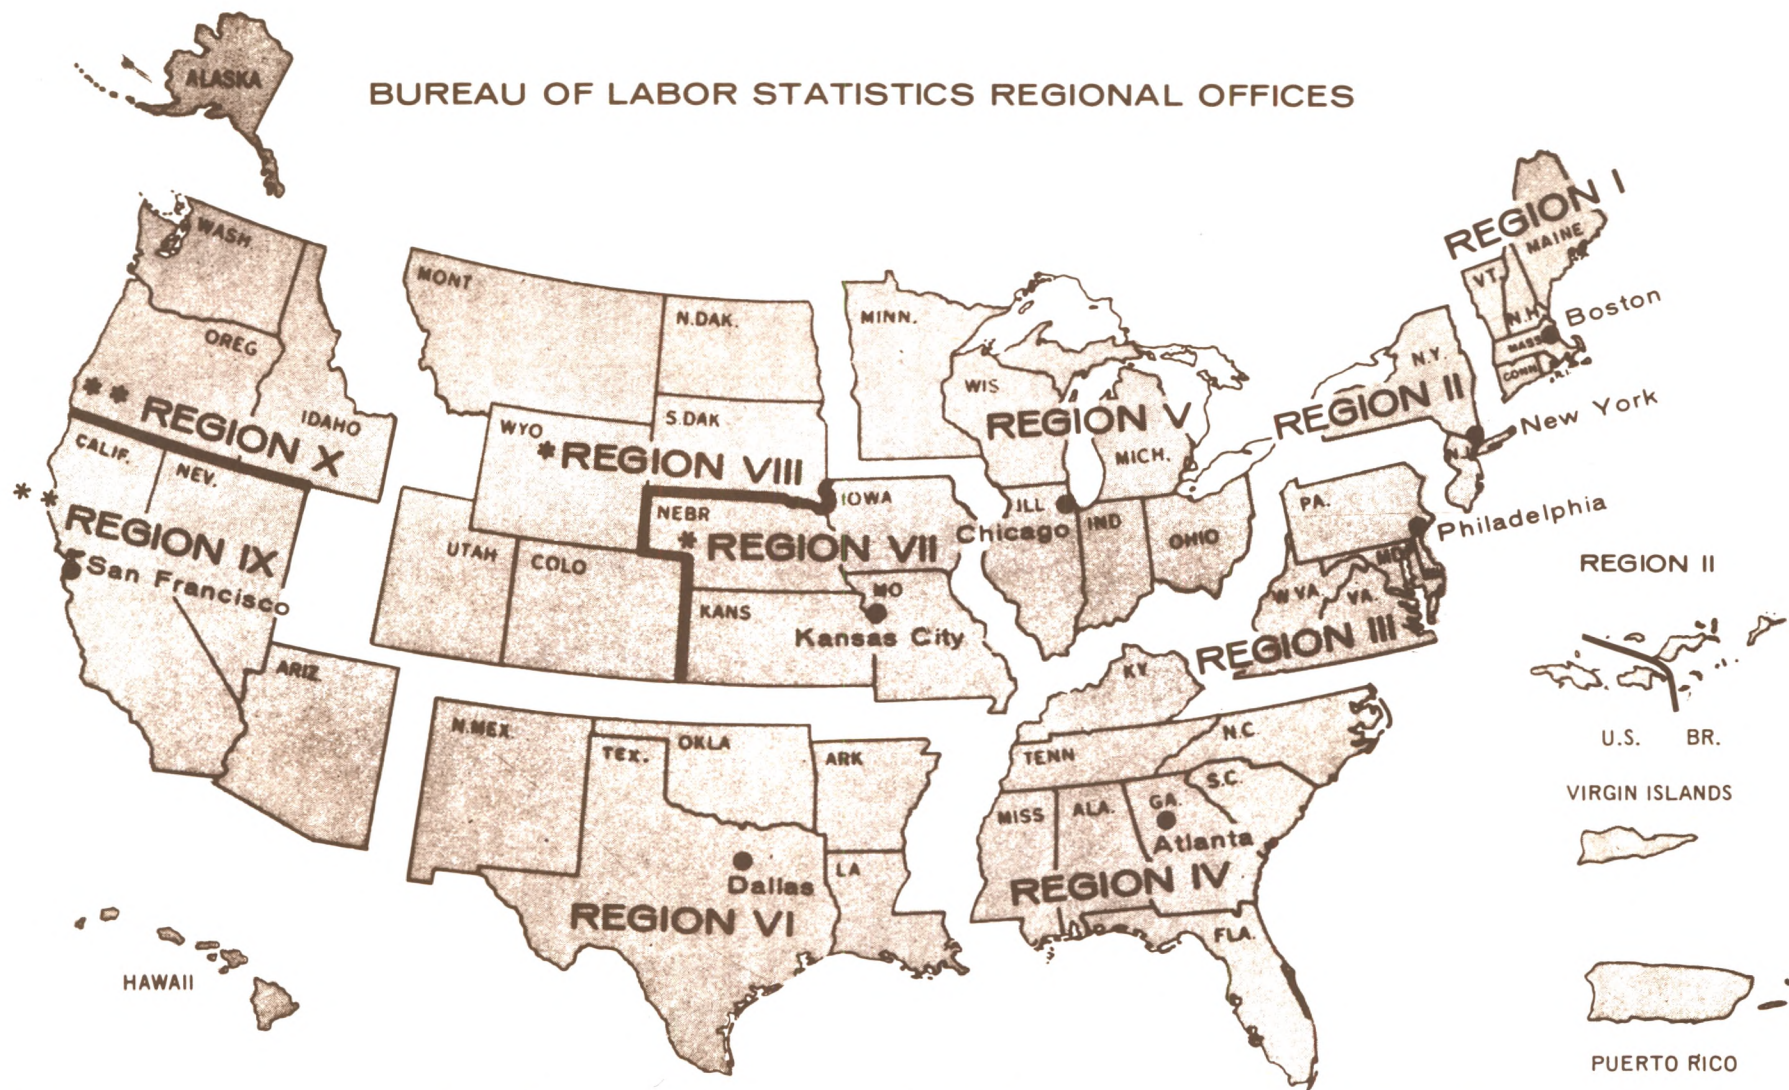 ALASKA
BUREAU OF LABOR STATISTICS REGIONAL OFFICES
REGION I
MAINE
VT.
N.H.
Boston
MASS
CONN
R.I.
WASH.
OREG
IDAHO
** REGION X
MONT
N.DAK.
S.DAK
WYO
*REGION VIII
UTAH
COLO
CALIF.
NEV.
** REGION IX
San Francisco
ARIZ
MINN.
WIS
REGION V
MICH.
ILL
Chicago
IND
OHIO
N.Y.
REGION II
New York
N.J.
IOWA
NEBR
* REGION VII
KANS
MO
Kansas City
PA.
Philadelphia
MD
W VA.
VA.
REGION III
REGION II
U.S. BR.
VIRGIN ISLANDS
PUERTO RICO
KY.
TENN
N.C.
S.C.
MISS
ALA.
GA.
Atlanta
REGION IV
FLA.
N.MEX.
TEX.
OKLA
ARK
LA
Dallas
REGION VI
HAWAII